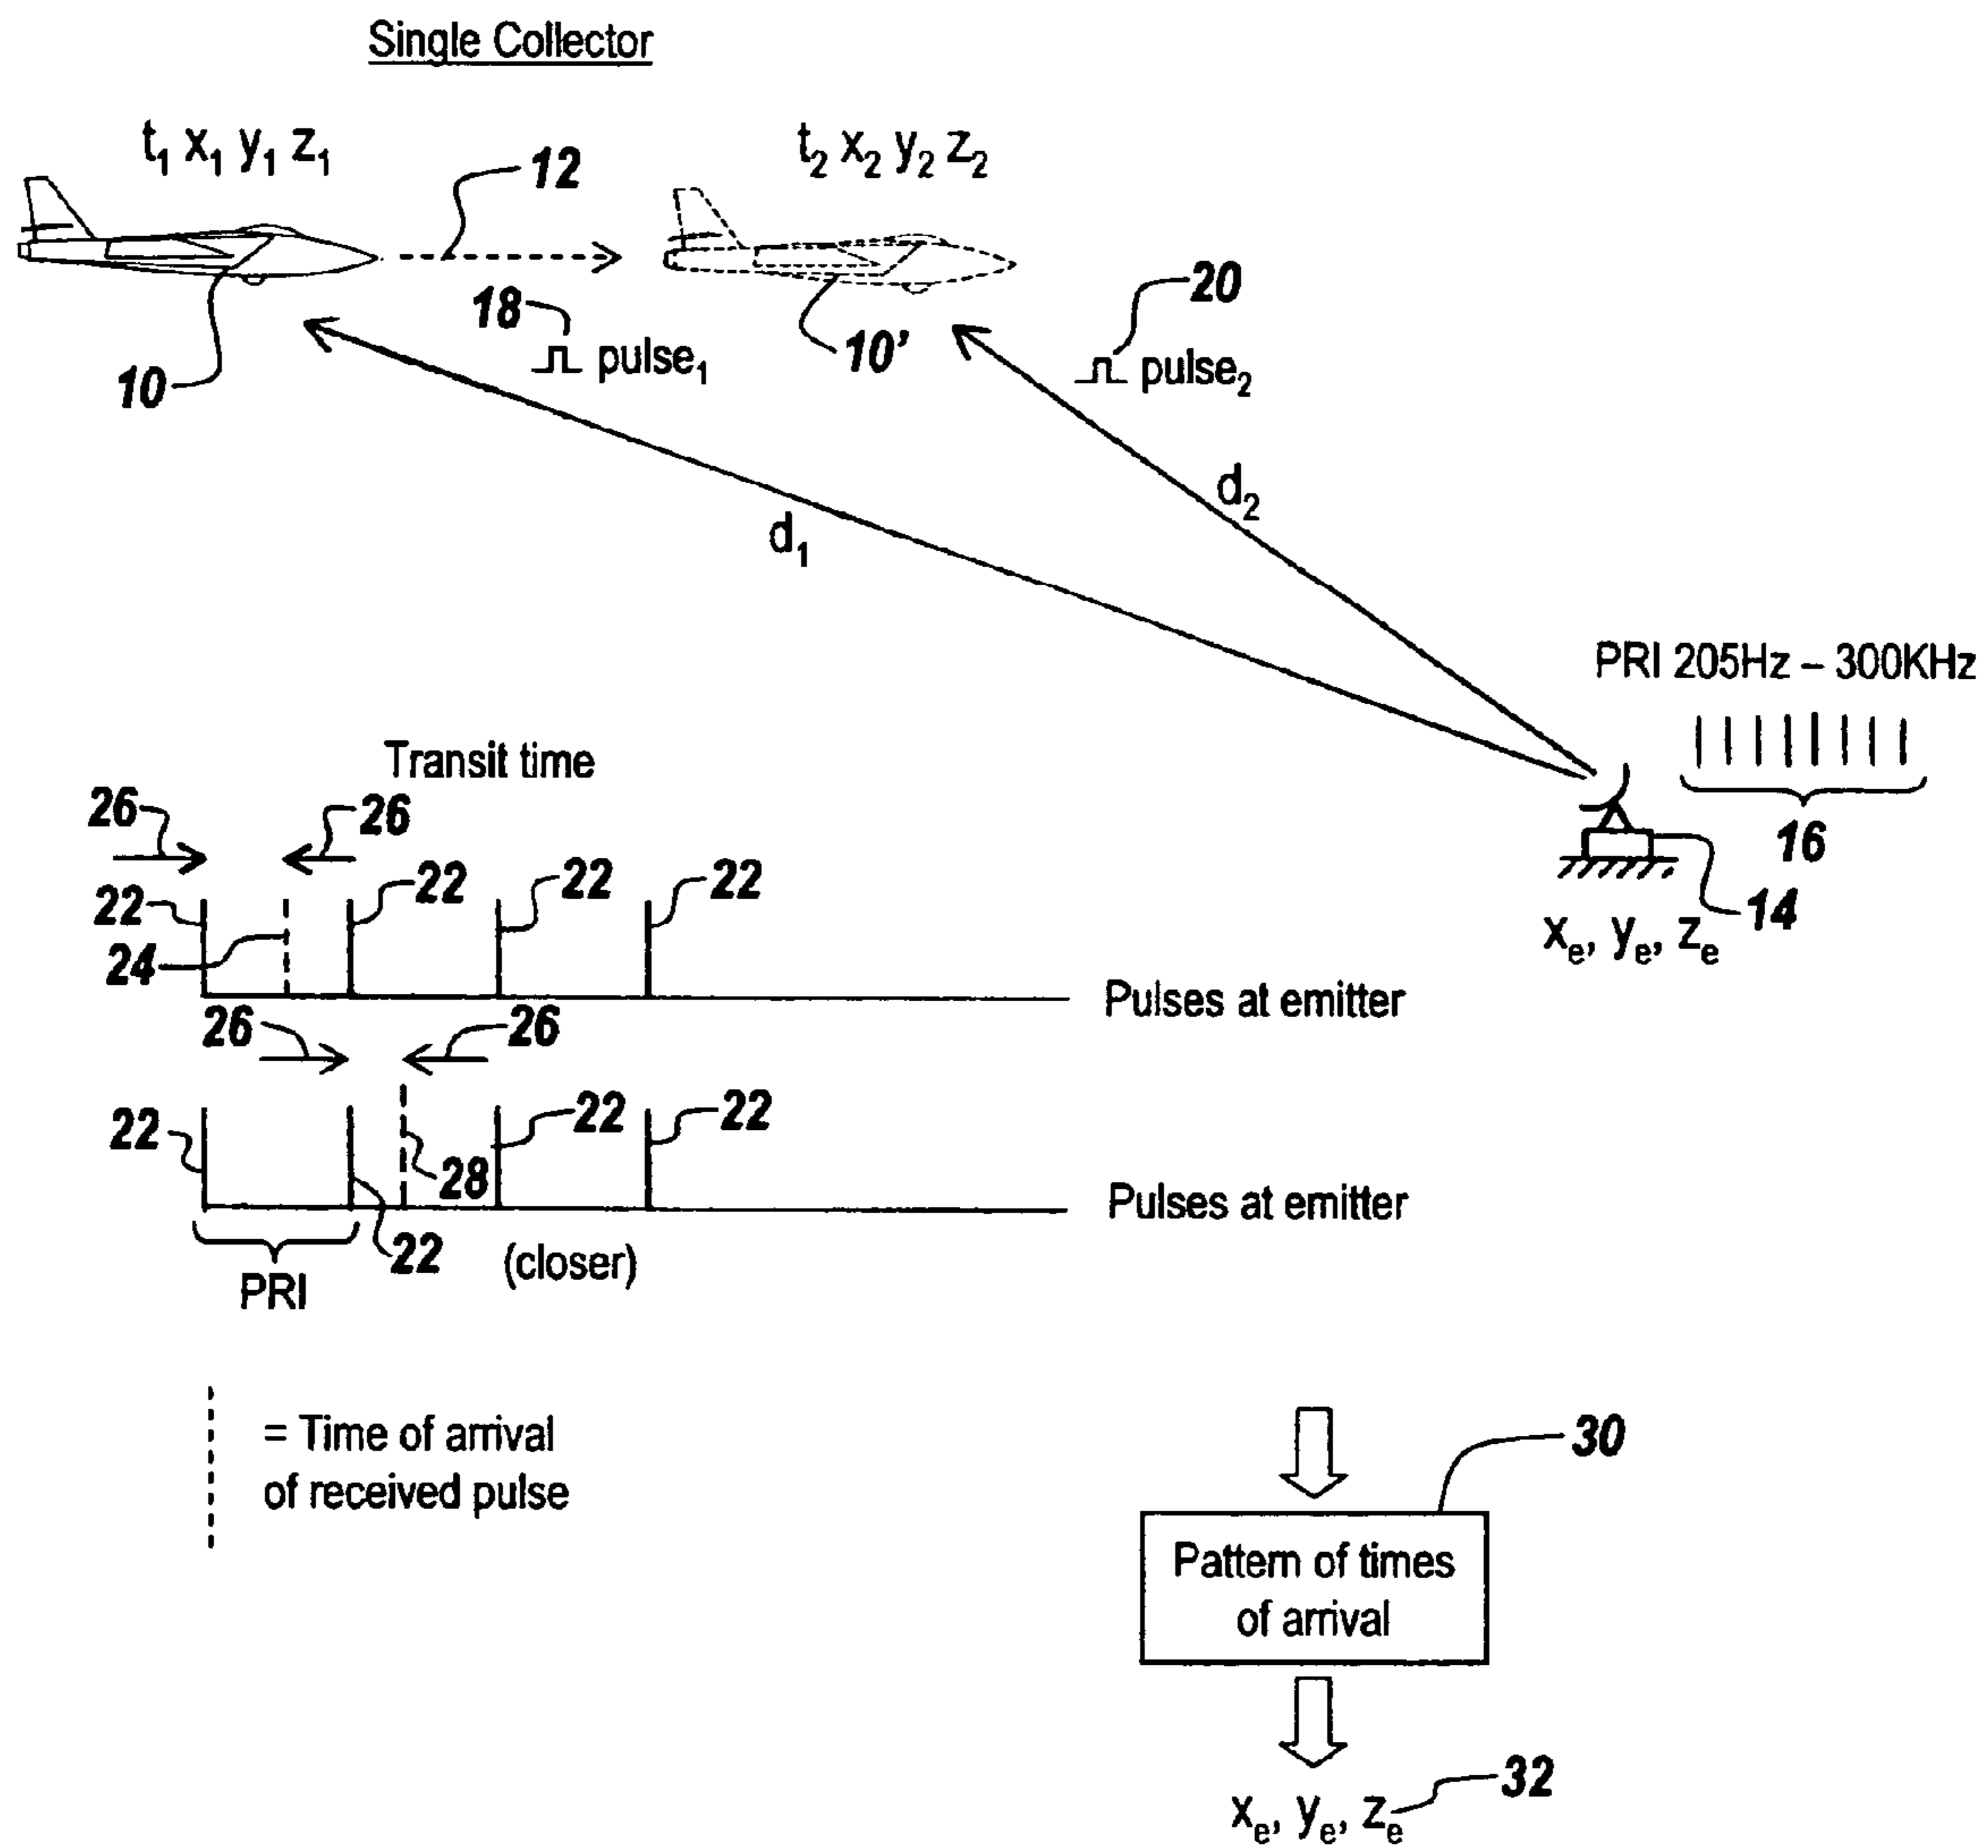 Single Collector
t1 x1 y1 z1
12
t2 x2 y2 z2
18
20
pulse1
10'
pulse2
10
d2
d1
PRI 205Hz – 300KHz
Transit time
26
26
16
22
22
22
22
14
24
xe, ye, ze
Pulses at emitter
26
26
22
22
22
28
Pulses at emitter
22
(closer)
PRI
= Time of arrival
of received pulse
30
Pattern of times
of arrival
32
xe, ye, ze